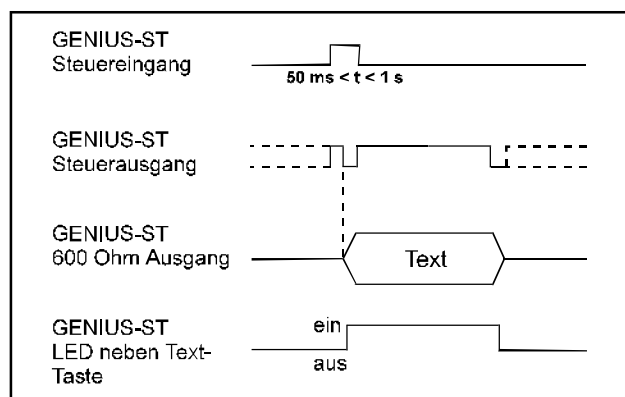 GENIUS-ST
Steuereingang
50 ms < t < 1 s
GENIUS-ST
Steuerausgang
GENIUS-ST
600 Ohm Ausgang
Text
GENIUS-ST
LED neben Text-
Taste
ein
aus